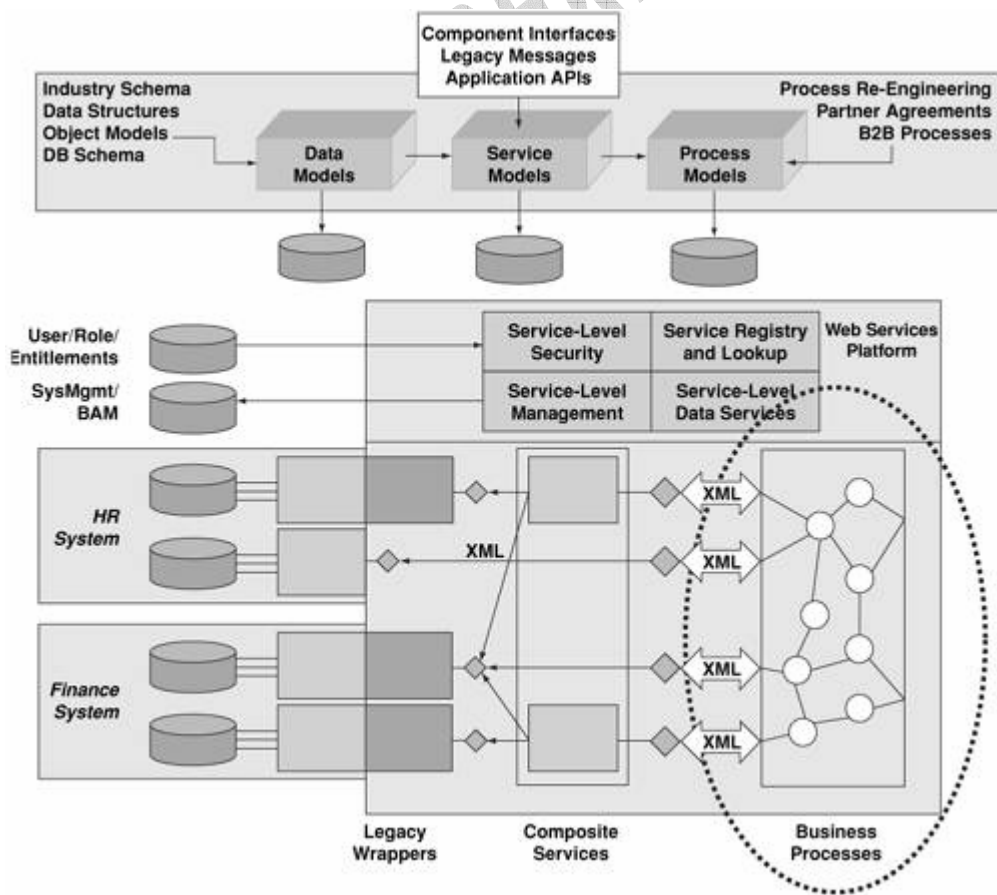 Component Interfaces
Legacy Messages
Application APIs
Industry Schema
Data Structures
Object Models
DB Schema
Process Re-Engineering
Partner Agreements
B2B Processes
Data
Models
Service
Models
Process
Models
User/Role/
Entitlements
SysMgmt/
BAM
Service-Level
Security
Service Registry
and Lookup
Service-Level
Management
Service-Level
Data Services
Web Services
Platform
HR
System
XML
XML
XML
Finance
System
XML
XML
Legacy
Wrappers
Composite
Services
Business
Processes